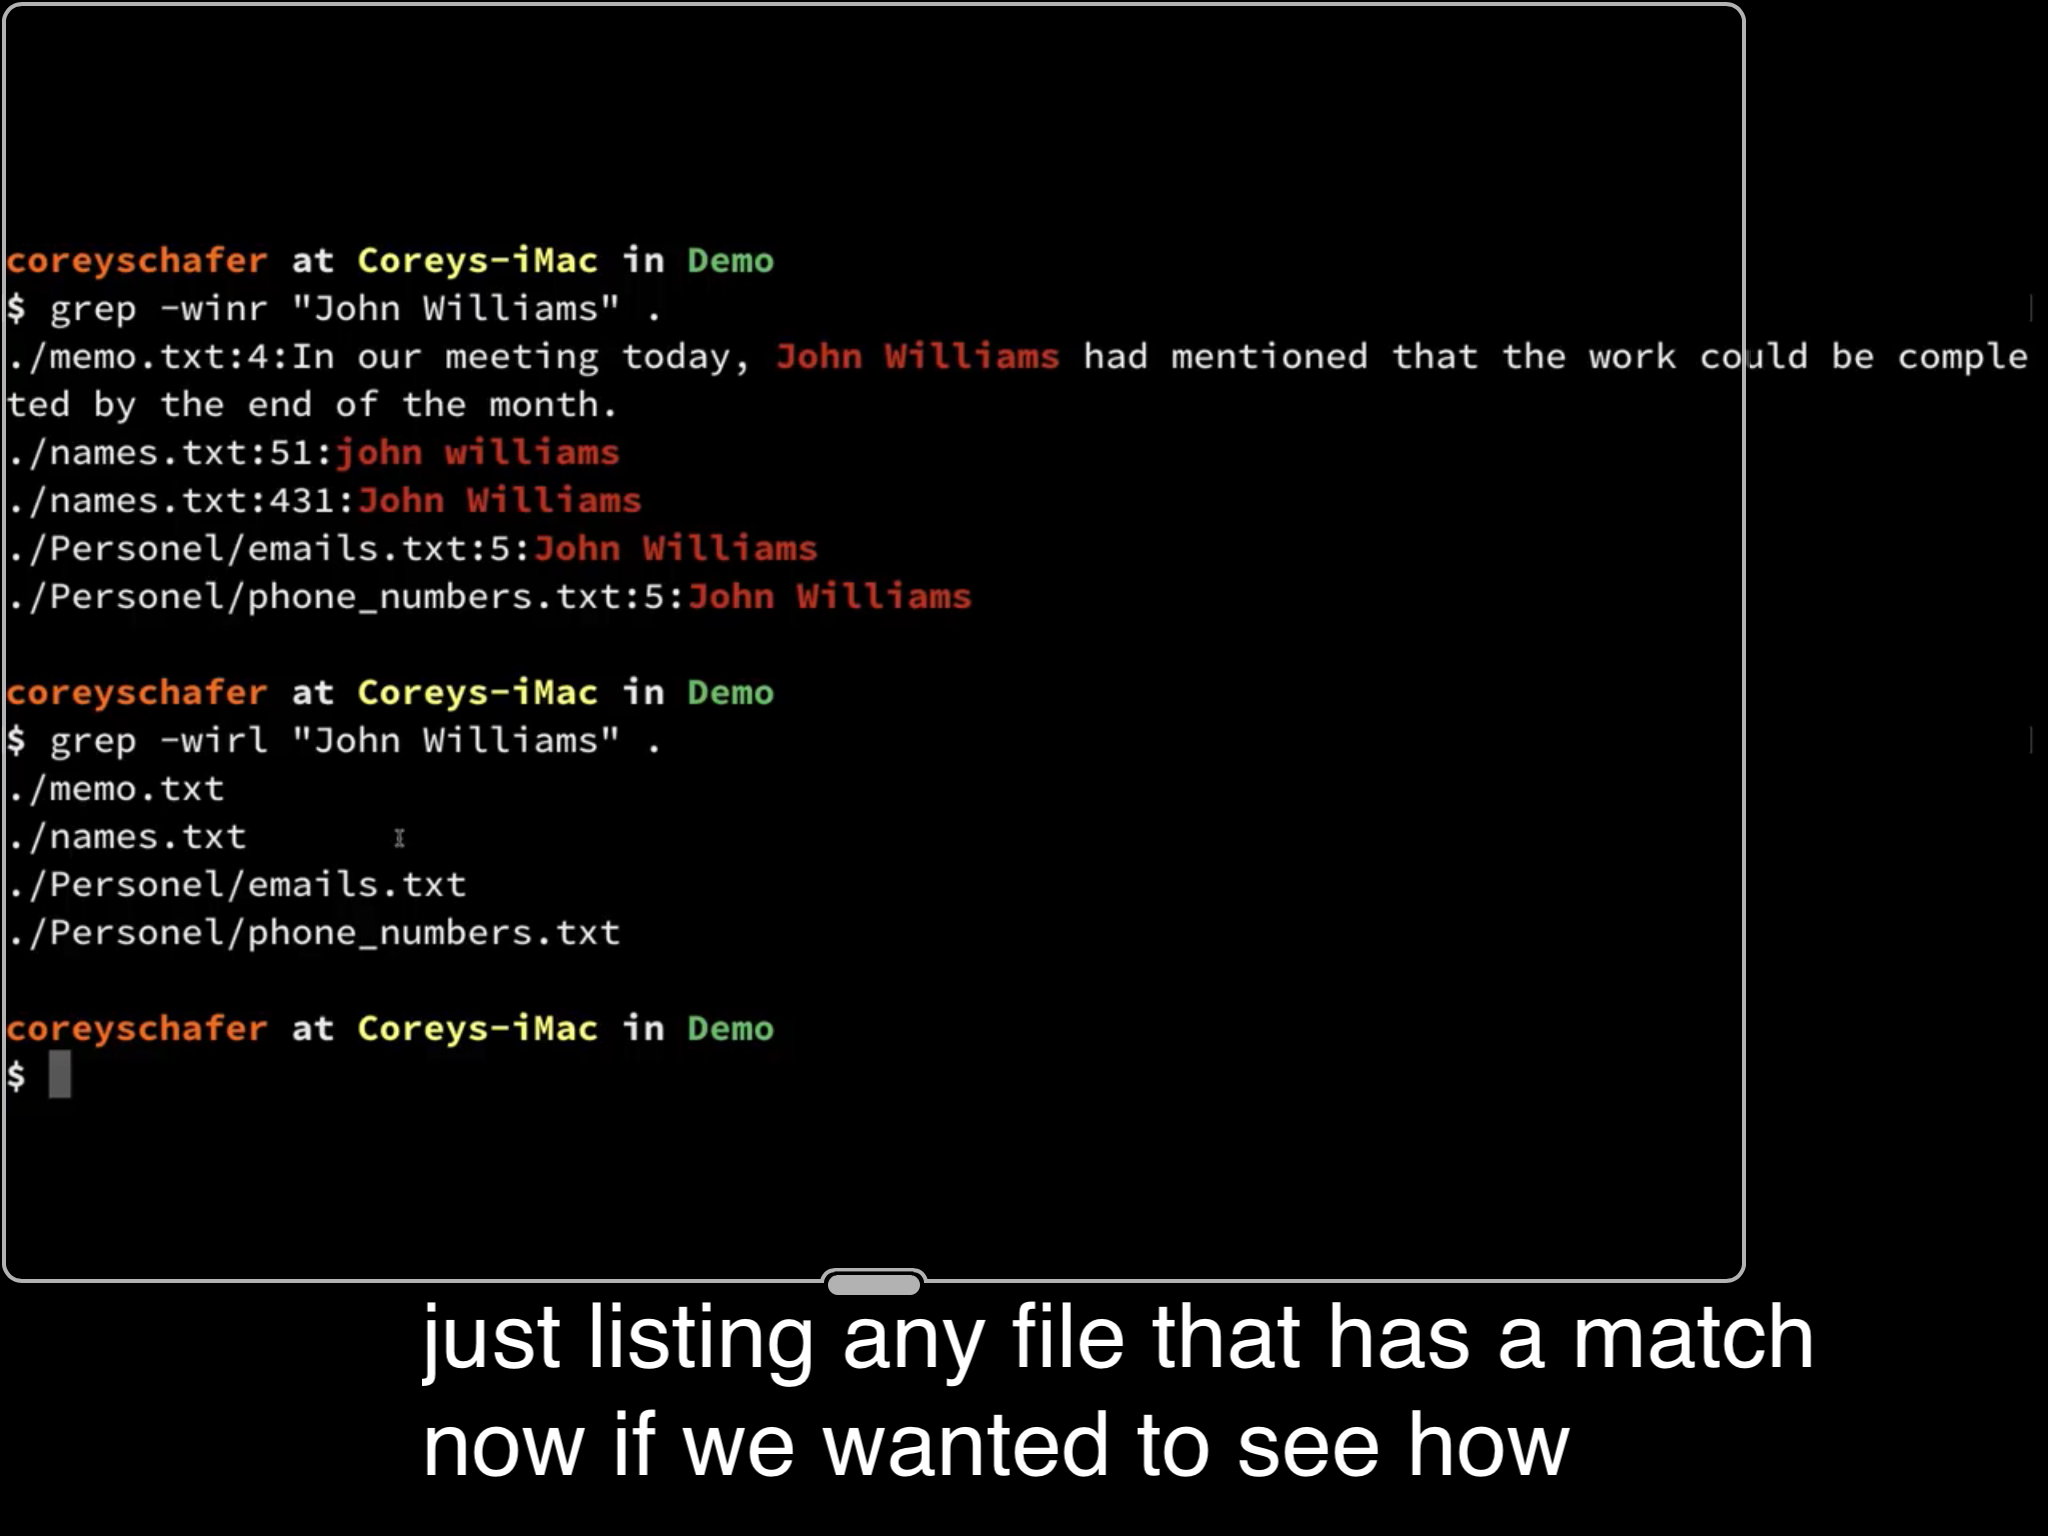 coreyschafer at Coreys-iMac in Demo
$ grep -winr "John Williams" .
./memo.txt:4:In our meeting today, John Williams had mentioned that the work could be comple
ted by the end of the month.
./names.txt:51:john williams
./names.txt:431:John Williams
./Personel/emails.txt:5:John Williams
./Personel/phone_numbers.txt:5:John Williams
coreyschafer at Coreys-iMac in Demo
$ grep -wirl "John Williams" .
./memo.txt
./names.txt
./Personel/emails.txt
./Personel/phone_numbers.txt
coreyschafer at Coreys-iMac in Demo
$
just listing any file that has a match
now if we wanted to see how